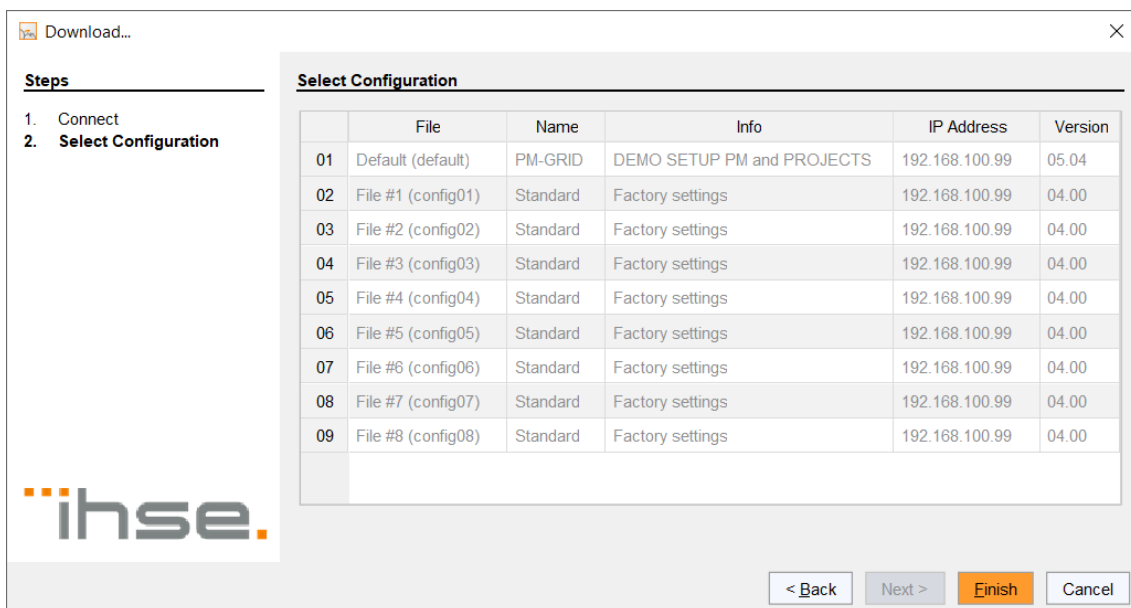 Download...
Steps
1. Connect
2. Select Configuration
Select Configuration
File Name Info IP Address Version
01 Default (default) PM-GRID DEMO SETUP PM and PROJECTS 192.168.100.99 05.04
02 File #1 (config01) Standard Factory settings 192.168.100.99 04.00
03 File #2 (config02) Standard Factory settings 192.168.100.99 04.00
04 File #3 (config03) Standard Factory settings 192.168.100.99 04.00
05 File #4 (config04) Standard Factory settings 192.168.100.99 04.00
06 File #5 (config05) Standard Factory settings 192.168.100.99 04.00
07 File #6 (config06) Standard Factory settings 192.168.100.99 04.00
08 File #7 (config07) Standard Factory settings 192.168.100.99 04.00
09 File #8 (config08) Standard Factory settings 192.168.100.99 04.00
ihse.
< Back Next > Finish Cancel